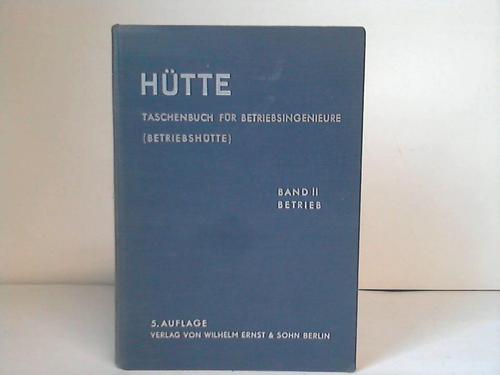 HÜTTE
TASCHENBUCH FÜR BETRIEBSINGENIEURE
(BETRIEBSHÜTTE)
BAND II
BETRIEB
5. AUFLAGE
VERLAG VON WILHELM ERNST & SOHN BERLIN